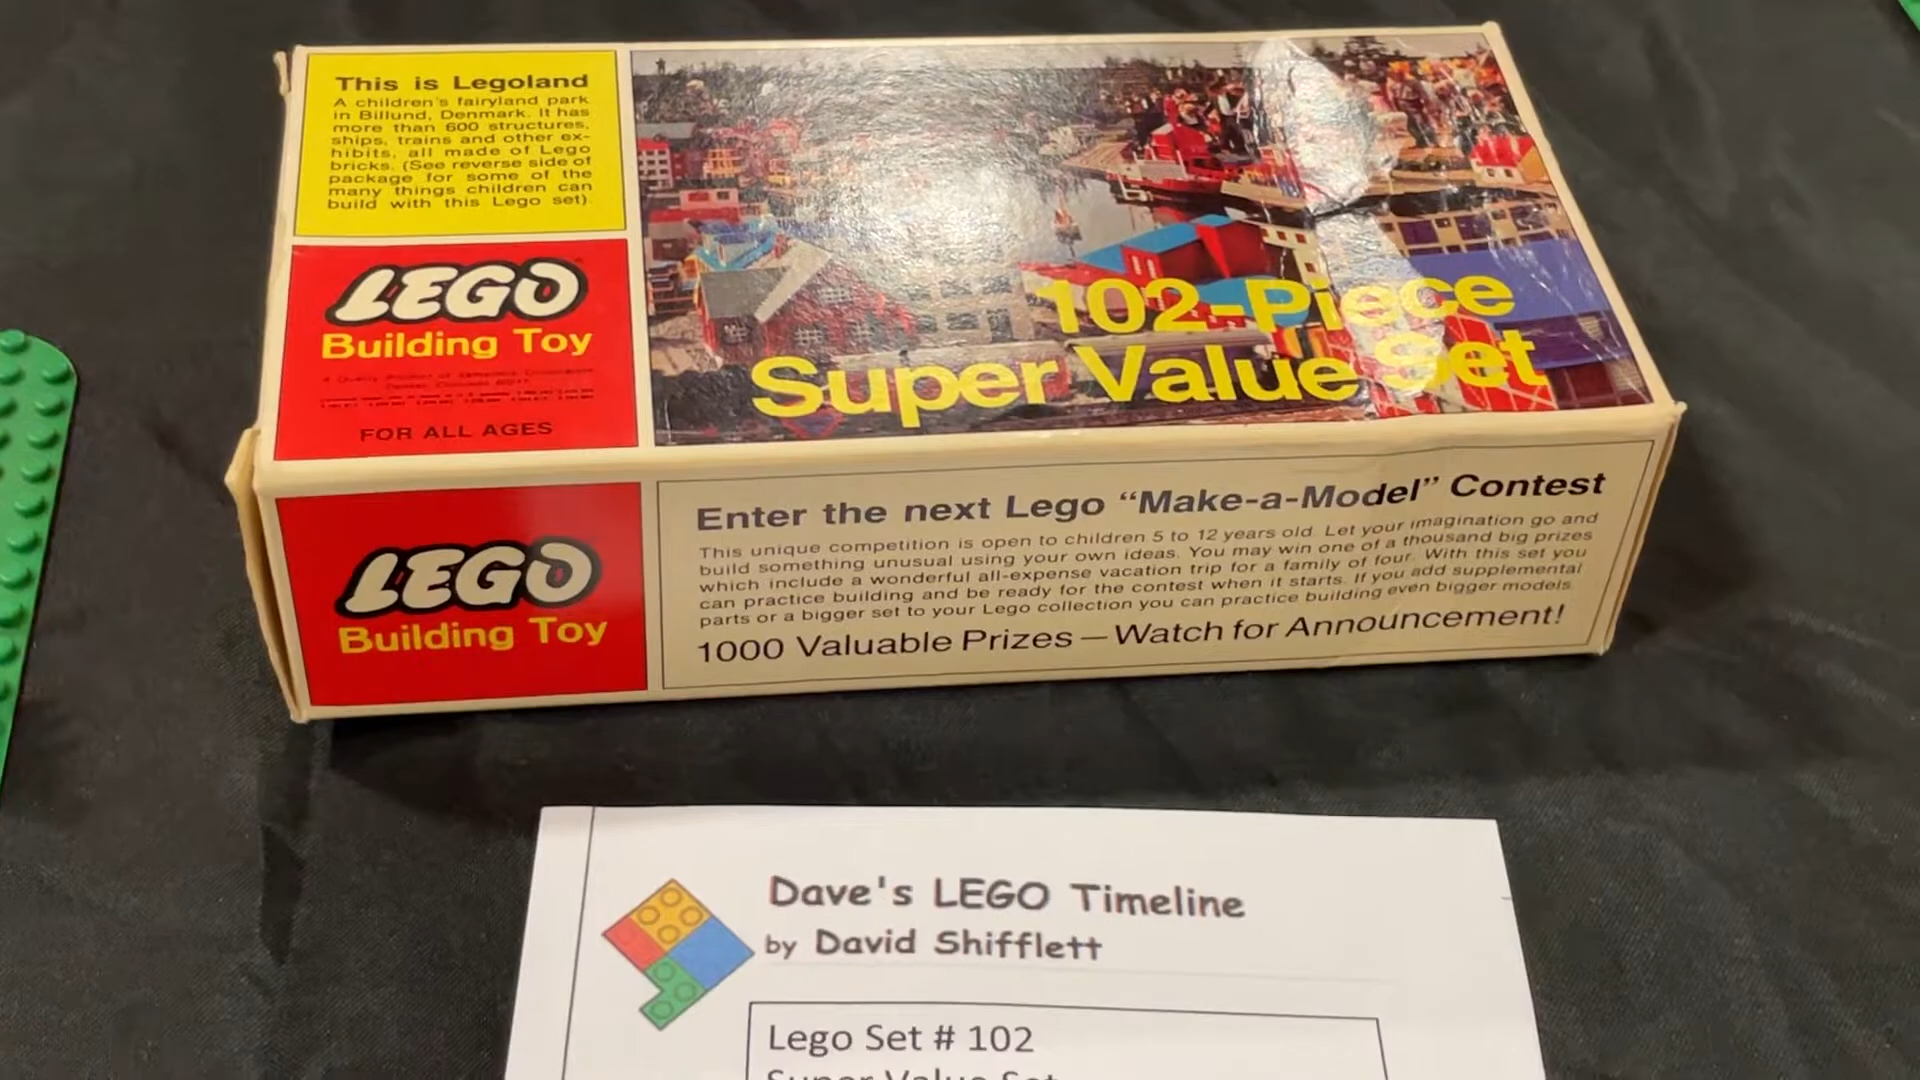 This is Legoland
A children's fairyland park
in Billund, Denmark. It has
more than 600 structures,
ships, trains and other ex-
hibits, all made of Lego
bricks. (See reverse side of
package for some of the
many things children can
build with this Lego set).
LEGO
Building Toy
FOR ALL AGES
102-Piece
Super Value Set
LEGO
Building Toy
Enter the next Lego “Make-a-Model” Contest
This unique competition is open to children 5 to 12 years old. Let your imagination go and
build something unusual using your own ideas. You may win one of a thousand big prizes
which include a wonderful all-expense vacation trip for a family of four. With this set you
can practice building and be ready for the contest when it starts. If you add supplemental
parts or a bigger set to your Lego collection you can practice building even bigger models.
1000 Valuable Prizes — Watch for Announcement!
Dave's LEGO Timeline
by David Shifflett
Lego Set # 102
Super Value Set